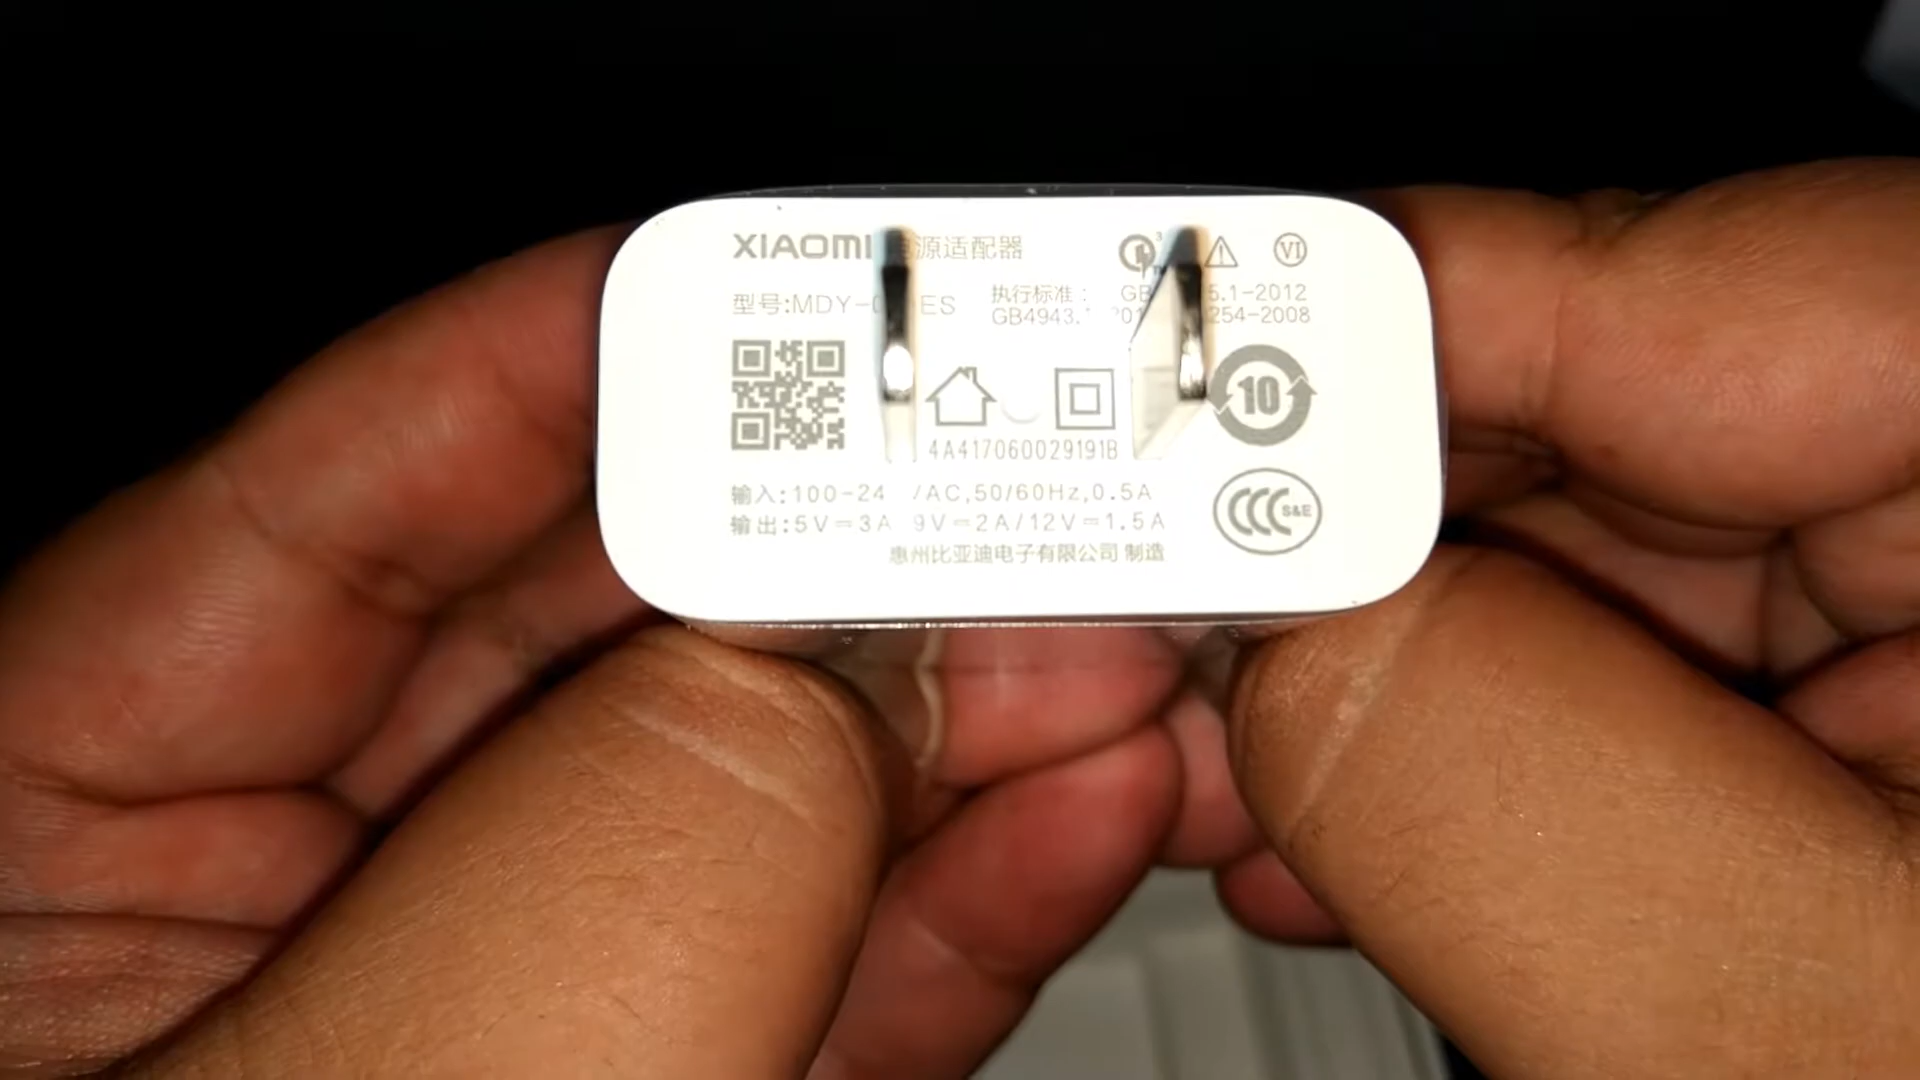 XIAOMI 源适配器
3
VI
型号:MDY- ES
执行标准: GB 5.1-2012
GB4943. 201 254-2008
10
4A417060029191B
输入:100-24 /AC,50/60Hz,0.5A
输出:5V=3A 9V=2A/12V=1.5A
CCC S&E
惠州比亚迪电子有限公司 制造